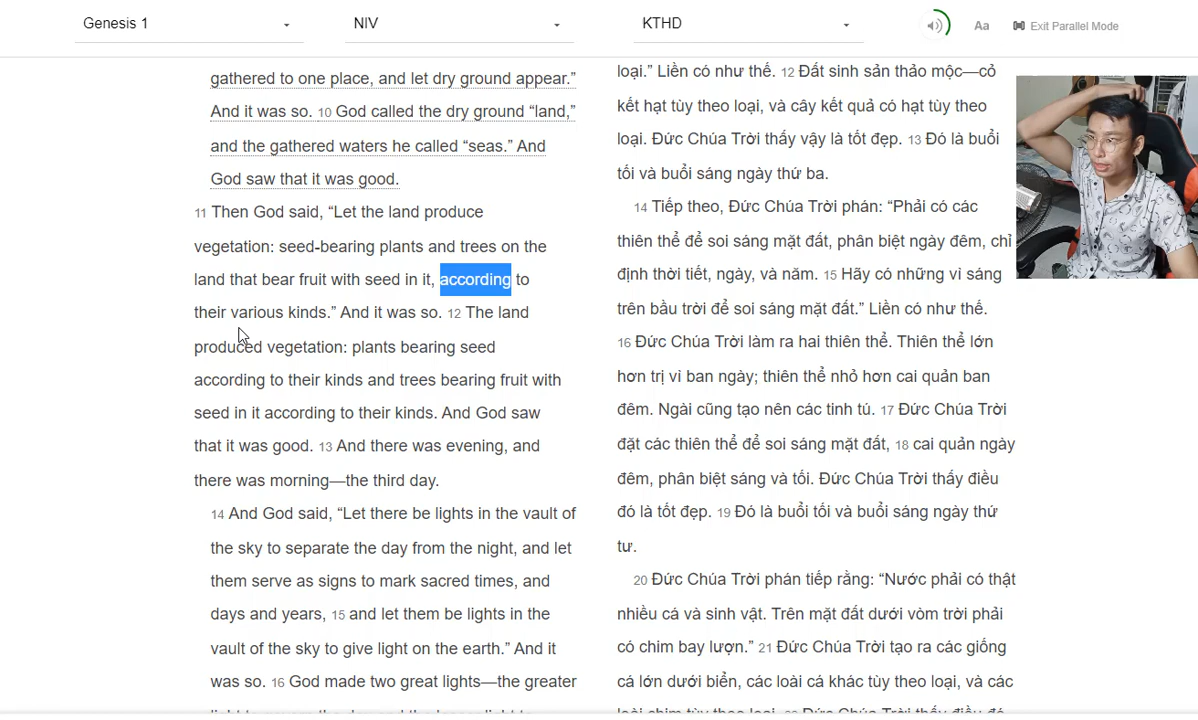 Genesis 1
NIV
KTHD
Aa
Exit Parallel Mode
gathered to one place, and let dry ground appear.”
And it was so. 10 God called the dry ground “land,”
and the gathered waters he called “seas.” And
God saw that it was good.
11 Then God said, “Let the land produce
vegetation: seed-bearing plants and trees on the
land that bear fruit with seed in it, according to
their various kinds.” And it was so. 12 The land
produced vegetation: plants bearing seed
according to their kinds and trees bearing fruit with
seed in it according to their kinds. And God saw
that it was good. 13 And there was evening, and
there was morning—the third day.
14 And God said, “Let there be lights in the vault of
the sky to separate the day from the night, and let
them serve as signs to mark sacred times, and
days and years, 15 and let them be lights in the
vault of the sky to give light on the earth.” And it
was so. 16 God made two great lights—the greater
loại.” Liền có như thế. 12 Đất sinh sản thảo mộc—cỏ
kết hạt tùy theo loại, và cây kết quả có hạt tùy theo
loại. Đức Chúa Trời thấy vậy là tốt đẹp. 13 Đó là buổi
tối và buổi sáng ngày thứ ba.
14 Tiếp theo, Đức Chúa Trời phán: “Phải có các
thiên thể để soi sáng mặt đất, phân biệt ngày đêm, chỉ
định thời tiết, ngày, và năm. 15 Hãy có những vì sáng
trên bầu trời để soi sáng mặt đất.” Liền có như thế.
16 Đức Chúa Trời làm ra hai thiên thể. Thiên thể lớn
hơn trị vì ban ngày; thiên thể nhỏ hơn cai quản ban
đêm. Ngài cũng tạo nên các tinh tú. 17 Đức Chúa Trời
đặt các thiên thể để soi sáng mặt đất, 18 cai quản ngày
đêm, phân biệt sáng và tối. Đức Chúa Trời thấy điều
đó là tốt đẹp. 19 Đó là buổi tối và buổi sáng ngày thứ
tư.
20 Đức Chúa Trời phán tiếp rằng: “Nước phải có thật
nhiều cá và sinh vật. Trên mặt đất dưới vòm trời phải
có chim bay lượn.” 21 Đức Chúa Trời tạo ra các giống
cá lớn dưới biển, các loài cá khác tùy theo loại, và các